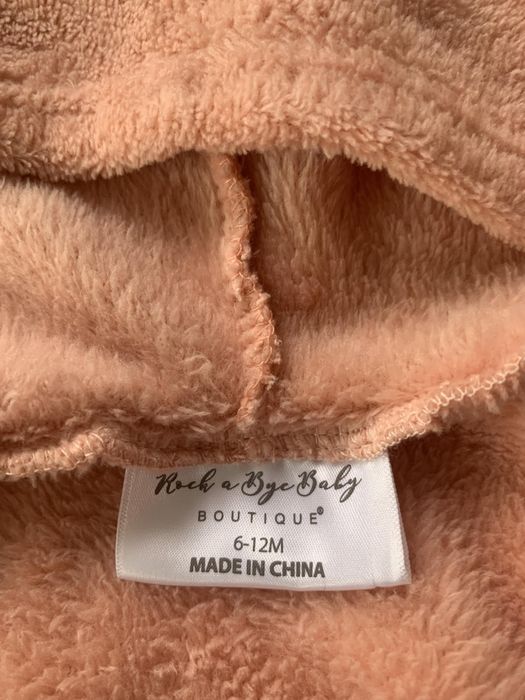 Rock a Bye Baby
BOUTIQUE®
6-12M
MADE IN CHINA